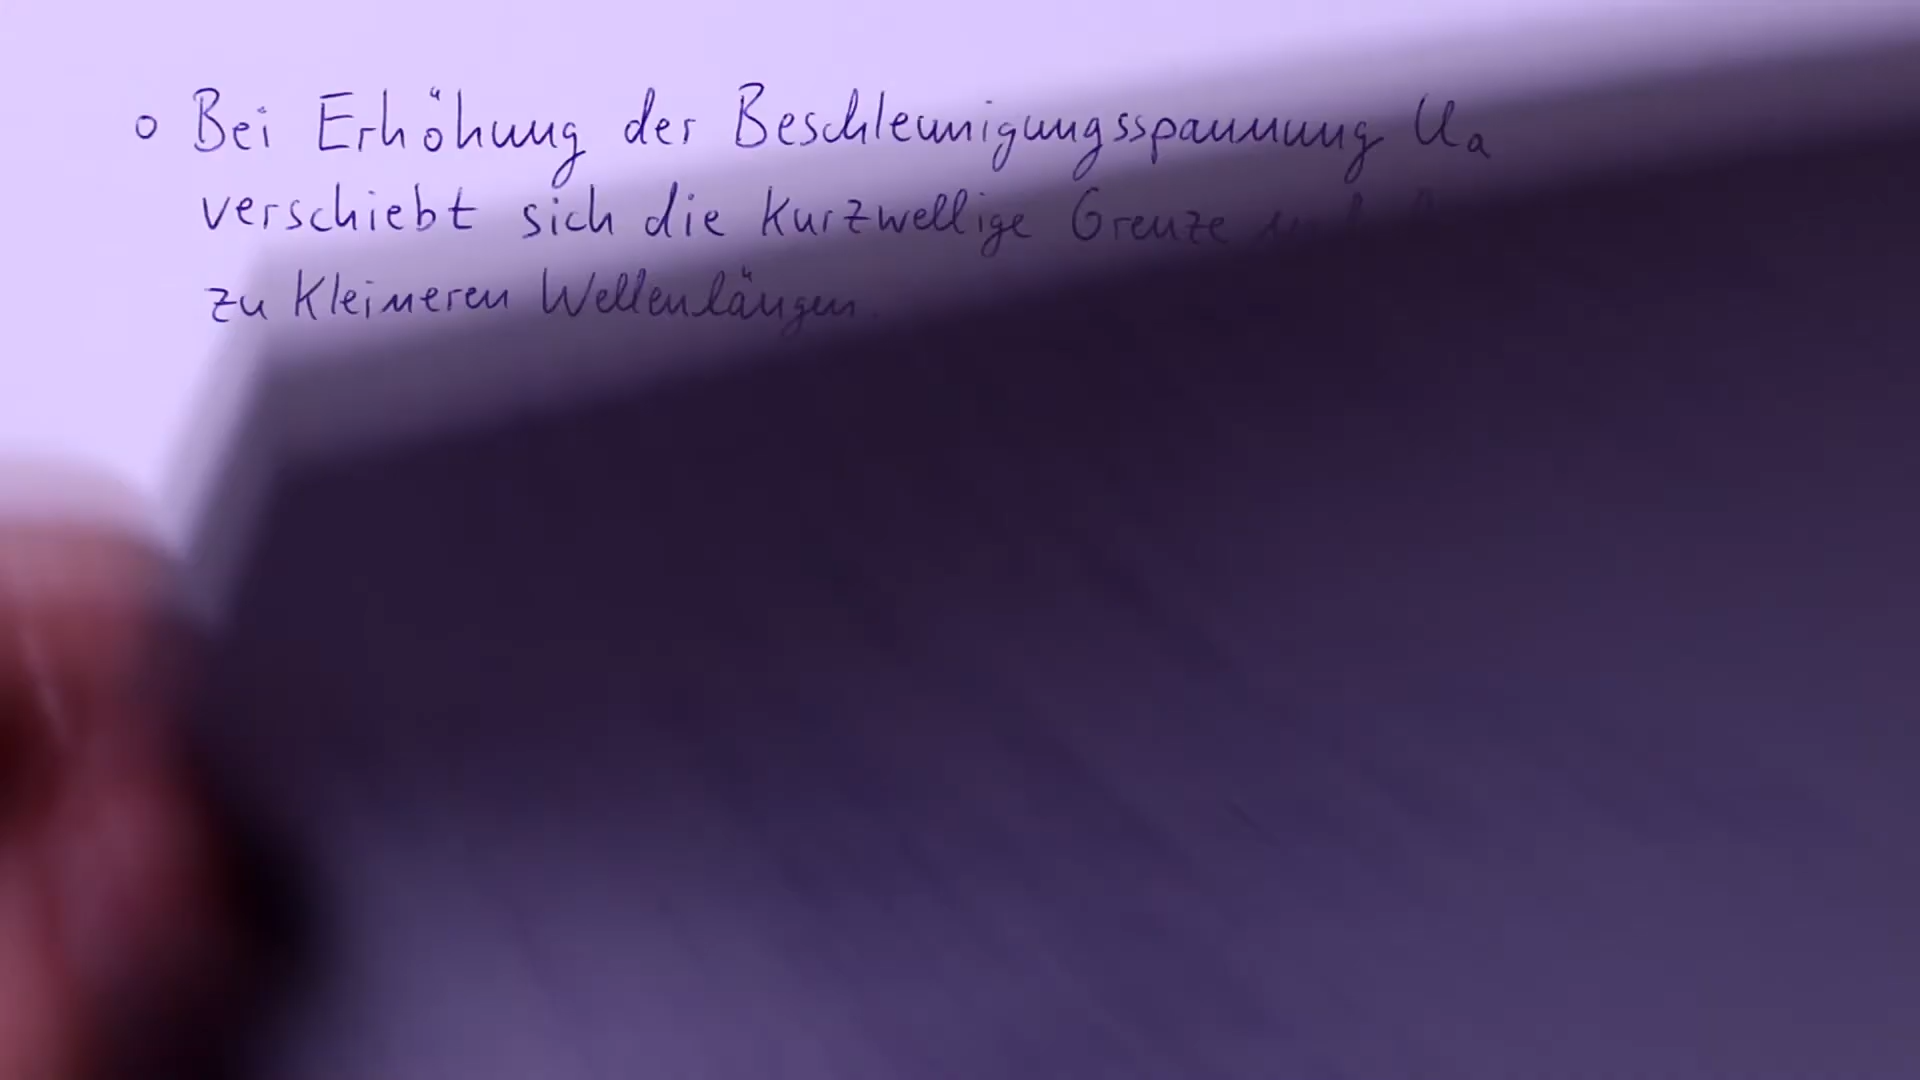 o Bei Erhöhung der Beschleunigungsspannung Ua
verschiebt sich die kurzwellige Grenze
zu kleineren Wellenlängen.